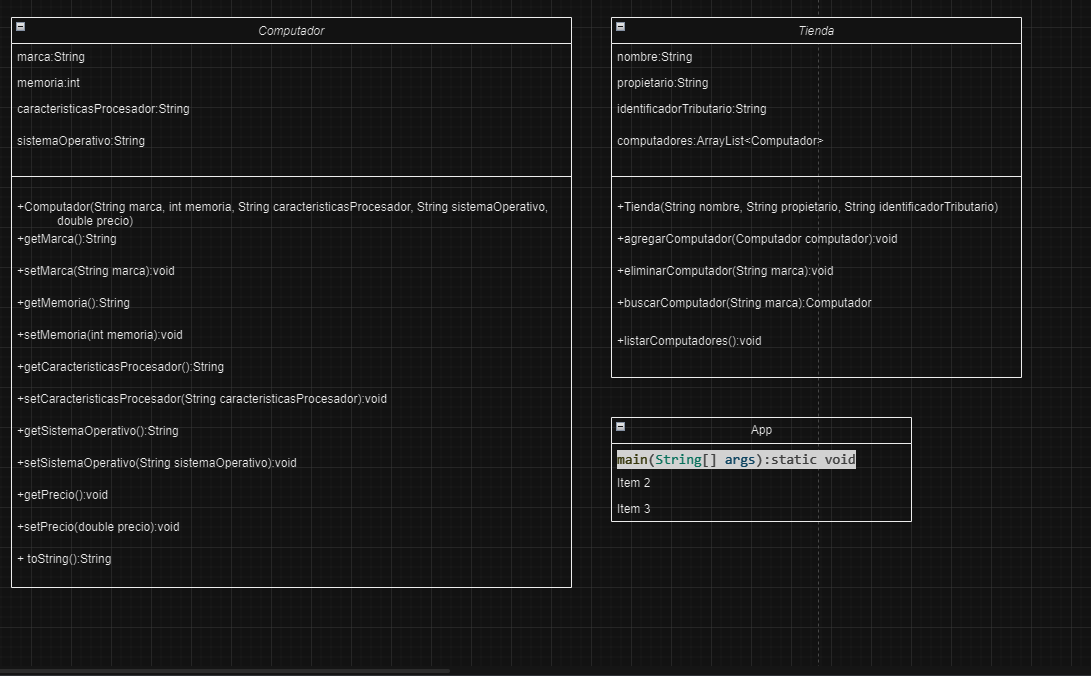 Computador
marca:String
memoria:int
caracteristicasProcesador:String
sistemaOperativo:String
+Computador(String marca, int memoria, String caracteristicasProcesador, String sistemaOperativo,
double precio)
+getMarca():String
+setMarca(String marca):void
+getMemoria():String
+setMemoria(int memoria):void
+getCaracteristicasProcesador():String
+setCaracteristicasProcesador(String caracteristicasProcesador):void
+getSistemaOperativo():String
+setSistemaOperativo(String sistemaOperativo):void
+getPrecio():void
+setPrecio(double precio):void
+ toString():String
Tienda
nombre:String
propietario:String
identificadorTributario:String
computadores:ArrayList<Computador>
+Tienda(String nombre, String propietario, String identificadorTributario)
+agregarComputador(Computador computador):void
+eliminarComputador(String marca):void
+buscarComputador(String marca):Computador
+listarComputadores():void
App
main(String[] args):static void
Item 2
Item 3